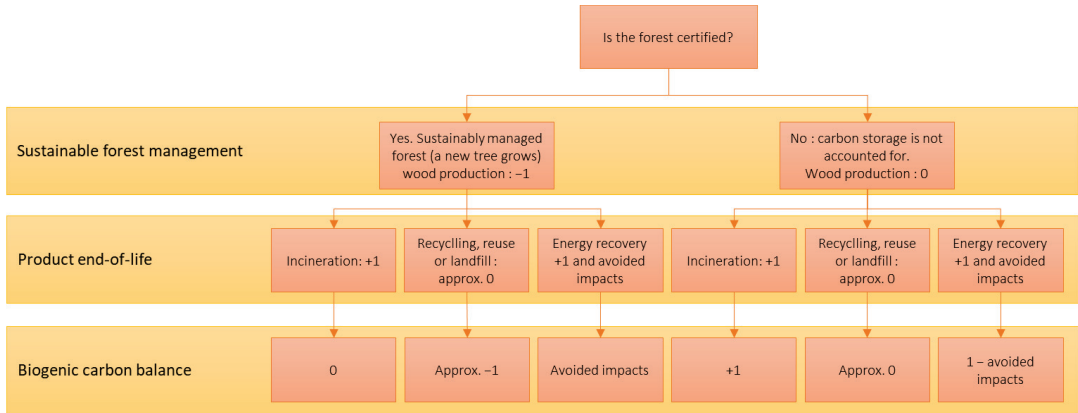 Is the forest certified?
Sustainable forest management
Yes. Sustainably managed
forest (a new tree grows)
wood production : –1
No : carbon storage is not
accounted for.
Wood production : 0
Product end-of-life
Incineration: +1
Recyclling, reuse
or landfill :
approx. 0
Energy recovery
+1 and avoided
impacts
Incineration: +1
Recyclling, reuse
or landfill :
approx. 0
Energy recovery
+1 and avoided
impacts
Biogenic carbon balance
0
Approx. –1
Avoided impacts
+1
Approx. 0
1 – avoided
impacts